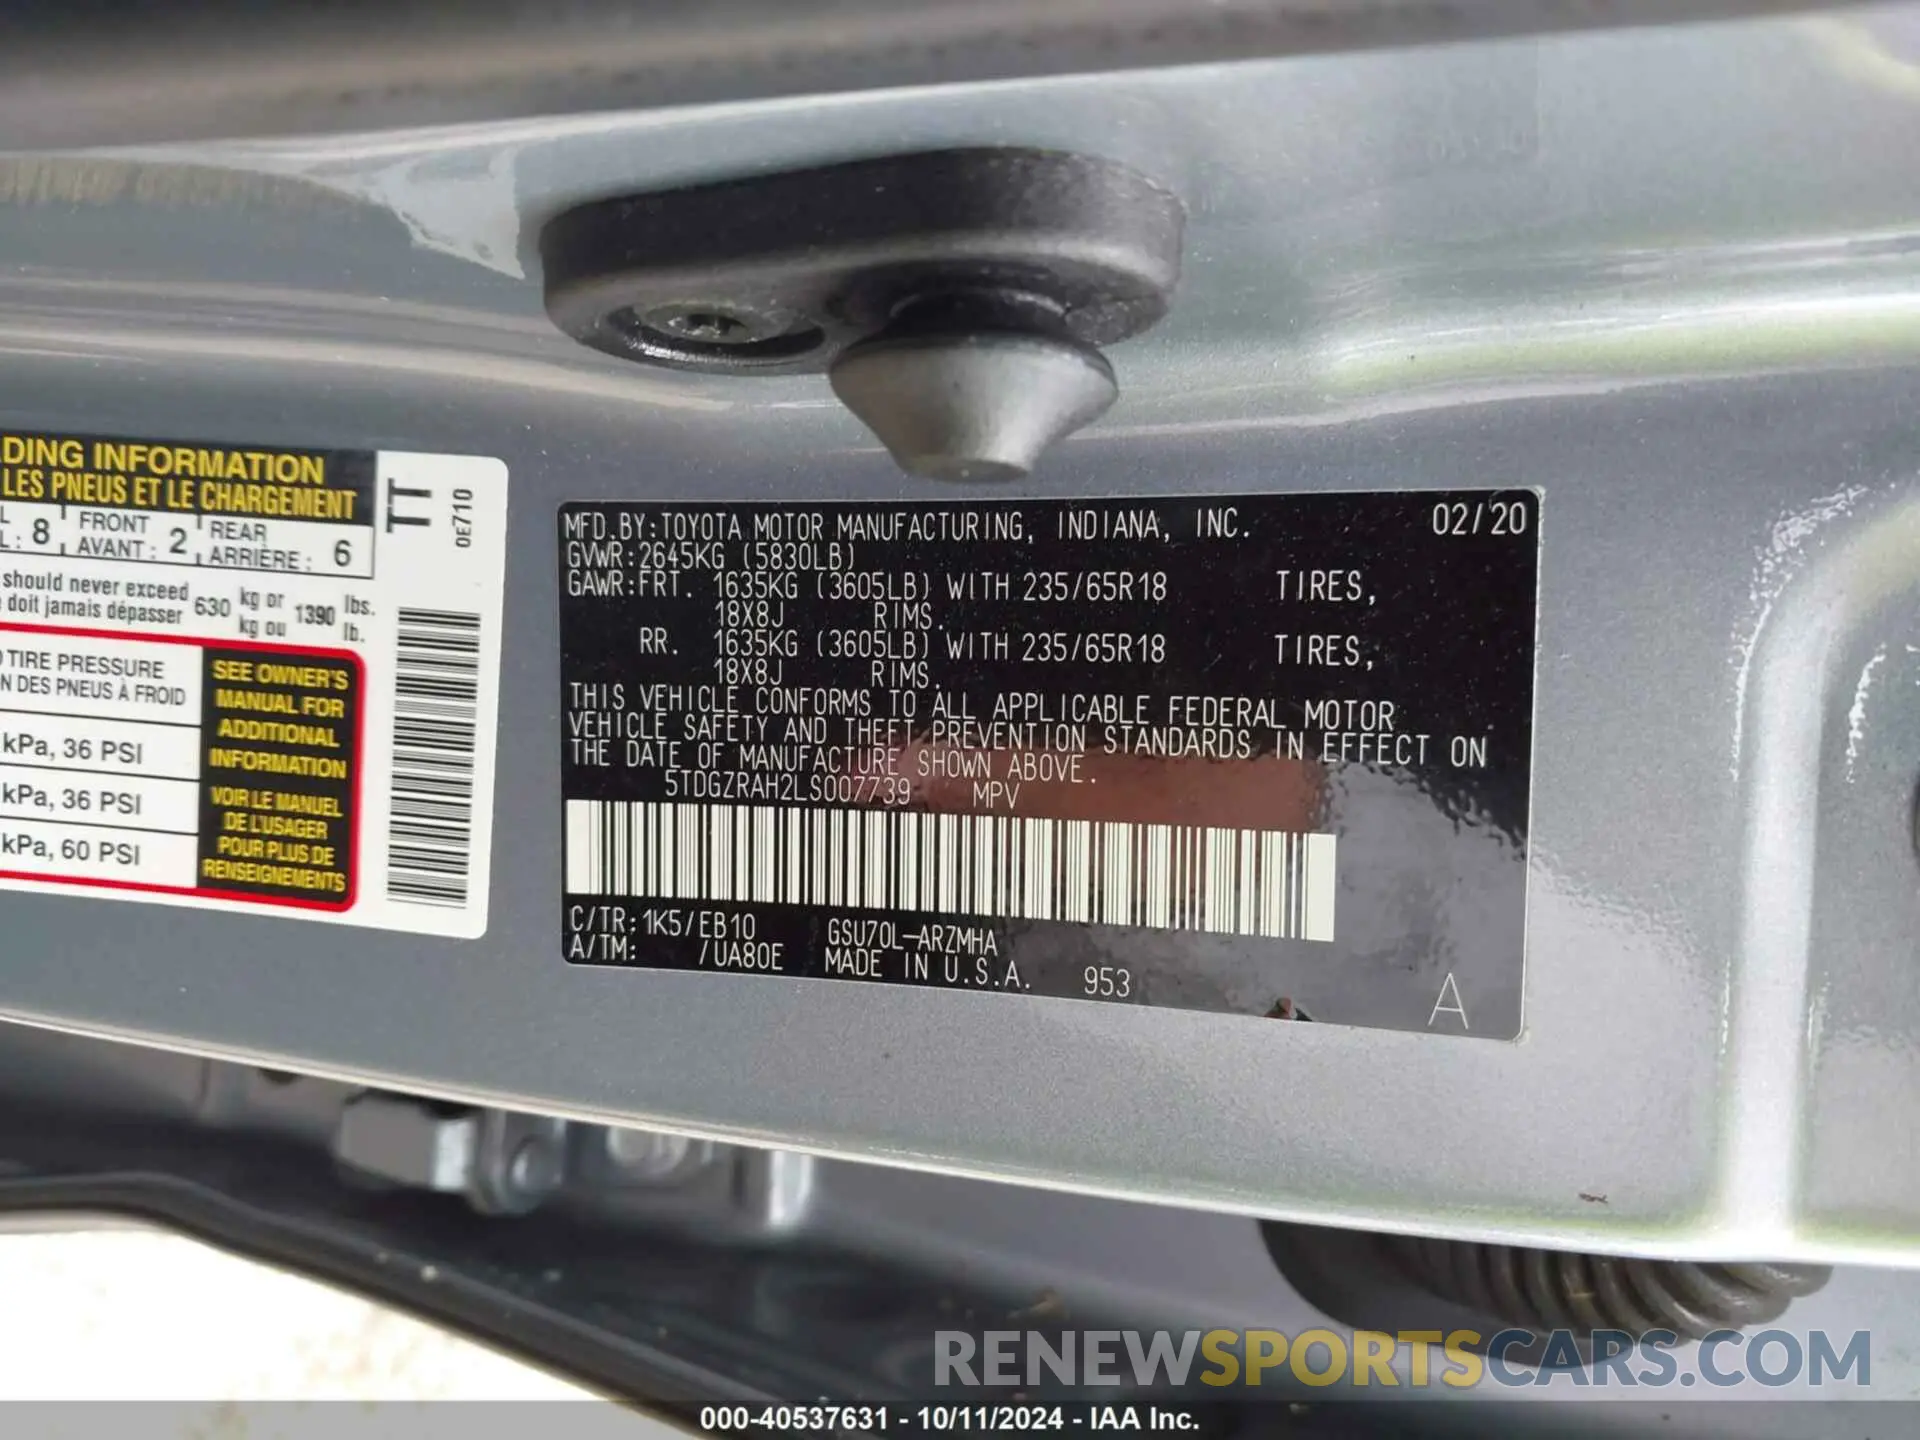 DING INFORMATION
LES PNEUS ET LE CHARGEMENT
L 8 FRONT 2 REAR 6
L: AVANT: ARRIÈRE:
should never exceed 630 kg or 1390 lbs.
doit jamais dépasser kg ou lb.
TIRE PRESSURE
N DES PNEUS À FROID
kPa, 36 PSI
kPa, 36 PSI
kPa, 60 PSI
SEE OWNER'S
MANUAL FOR
ADDITIONAL
INFORMATION
VOIR LE MANUEL
DE L'USAGER
POUR PLUS DE
RENSEIGNEMENTS
TT
0E710
MFD.BY:TOYOTA MOTOR MANUFACTURING, INDIANA, INC. 02/20
GVWR:2645KG (5830LB)
GAWR:FRT. 1635KG (3605LB) WITH 235/65R18 TIRES,
18X8J RIMS.
RR. 1635KG (3605LB) WITH 235/65R18 TIRES,
18X8J RIMS.
THIS VEHICLE CONFORMS TO ALL APPLICABLE FEDERAL MOTOR
VEHICLE SAFETY AND THEFT PREVENTION STANDARDS IN EFFECT ON
THE DATE OF MANUFACTURE SHOWN ABOVE.
5TDGZRAH2LS007739 MPV
C/TR:1K5/EB10 GSU70L-ARZMHA
A/TM: /UA80E MADE IN U.S.A. 953
A
RENEWSPORTSCARS.COM
000-40537631 - 10/11/2024 - IAA Inc.